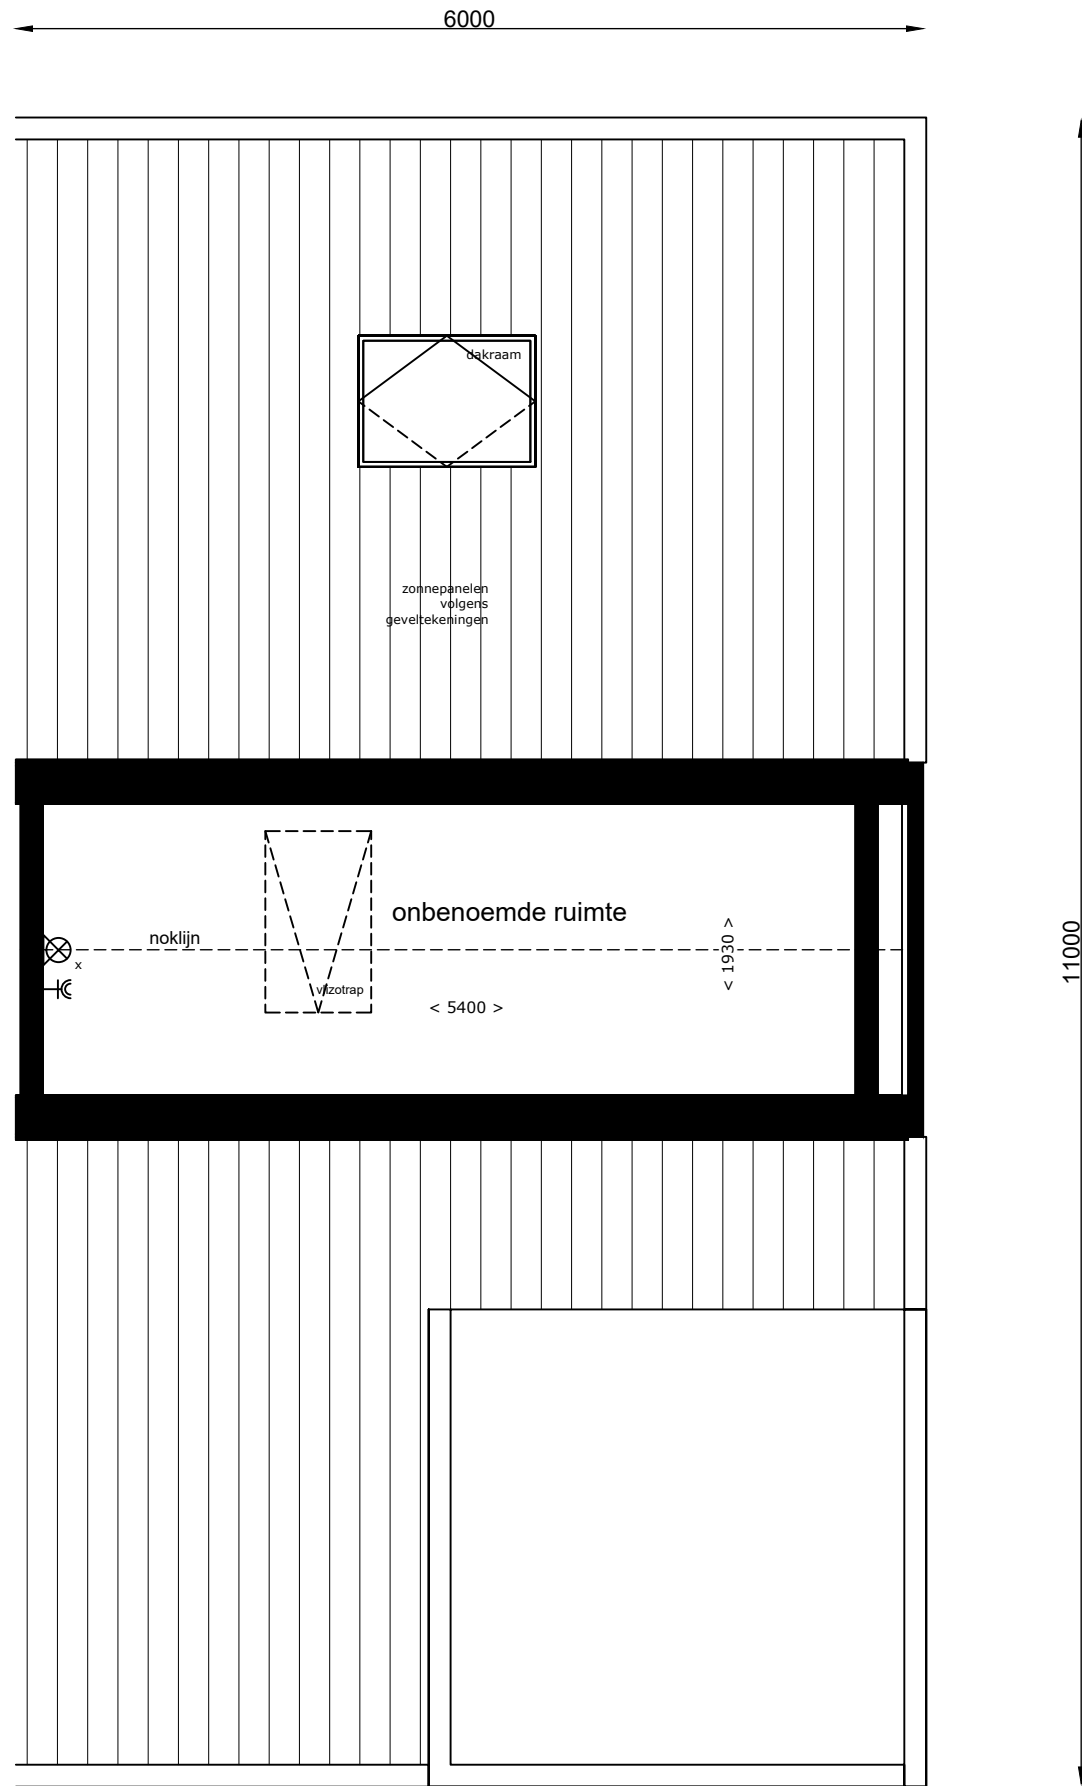 6000
dakraam
zonnepanelen
volgens
geveltekeningen
onbenoemde ruimte
noklijn
< 1930 >
11000
x
vlizotrap
< 5400 >